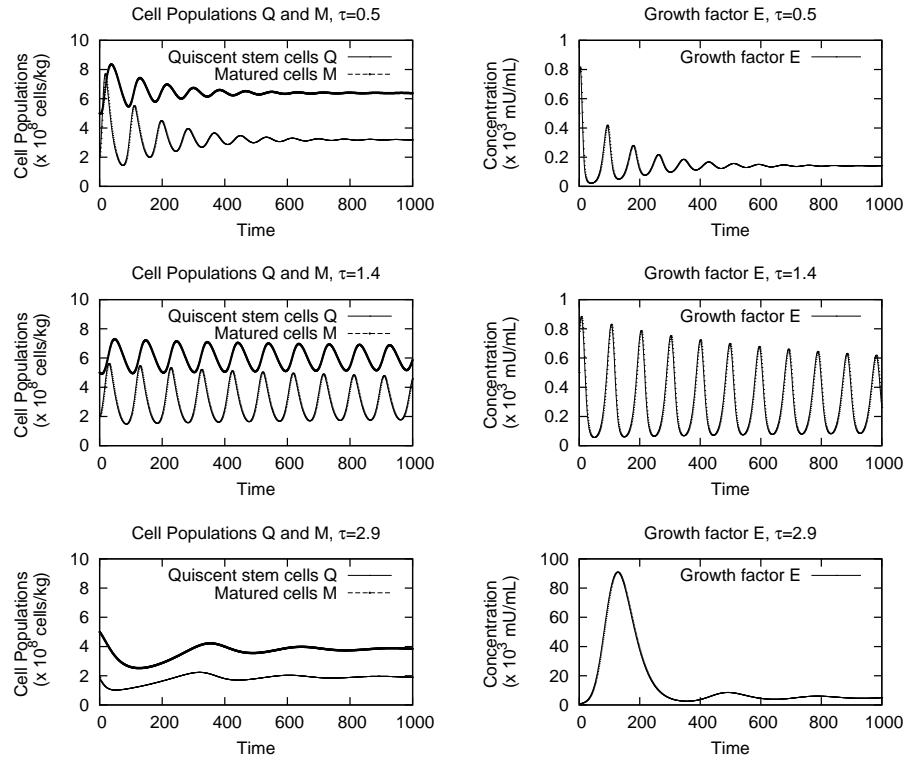 Cell Populations Q and M, τ=0.5
Cell Populations
(x 10⁸ cells/kg)
10
8
6
4
2
0
Quiscent stem cells Q
Matured cells M
0 200 400 600 800 1000
Time
Growth factor E, τ=0.5
Concentration
(x 10³ mU/mL)
1
0.8
0.6
0.4
0.2
0
Growth factor E
0 200 400 600 800 1000
Time
Cell Populations Q and M, τ=1.4
Cell Populations
(x 10⁸ cells/kg)
10
8
6
4
2
0
Quiscent stem cells Q
Matured cells M
0 200 400 600 800 1000
Time
Growth factor E, τ=1.4
Concentration
(x 10³ mU/mL)
1
0.8
0.6
0.4
0.2
0
Growth factor E
0 200 400 600 800 1000
Time
Cell Populations Q and M, τ=2.9
Cell Populations
(x 10⁸ cells/kg)
10
8
6
4
2
0
Quiscent stem cells Q
Matured cells M
0 200 400 600 800 1000
Time
Growth factor E, τ=2.9
Concentration
(x 10³ mU/mL)
100
80
60
40
20
0
Growth factor E
0 200 400 600 800 1000
Time